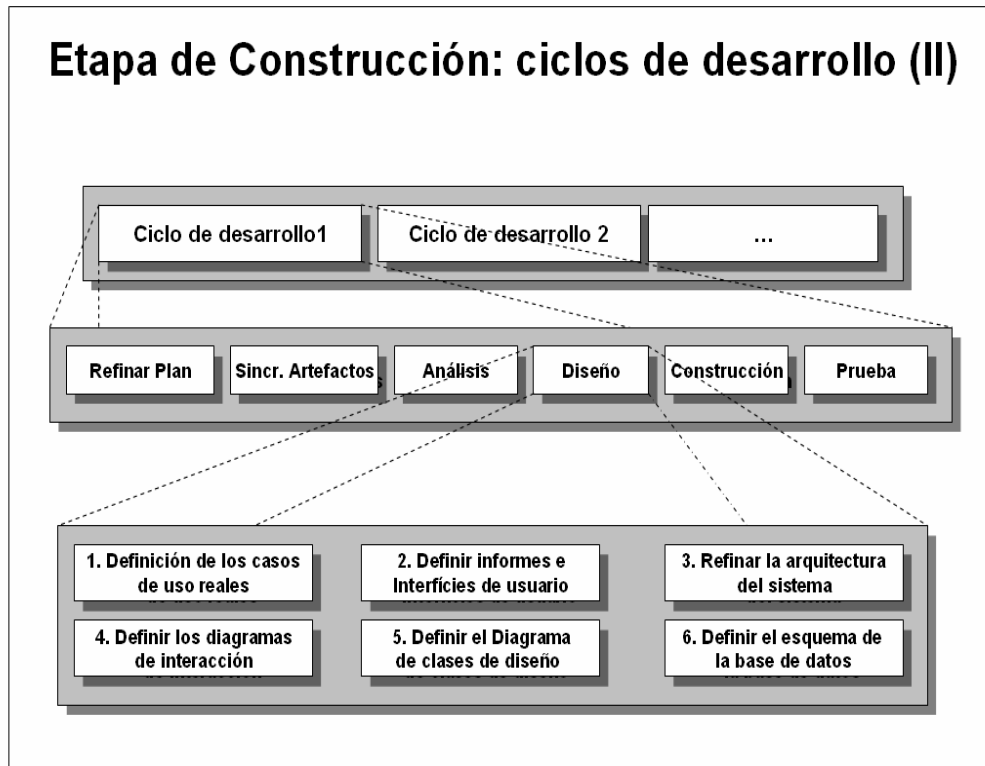 Etapa de Construcción: ciclos de desarrollo (II)
Ciclo de desarrollo1
Ciclo de desarrollo 2
...
Refinar Plan
Sincr. Artefactos
Análisis
Diseño
Construcción
Prueba
1. Definición de los casos
de uso reales
2. Definir informes e
Interfícies de usuario
3. Refinar la arquitectura
del sistema
4. Definir los diagramas
de interacción
5. Definir el Diagrama
de clases de diseño
6. Definir el esquema de
la base de datos